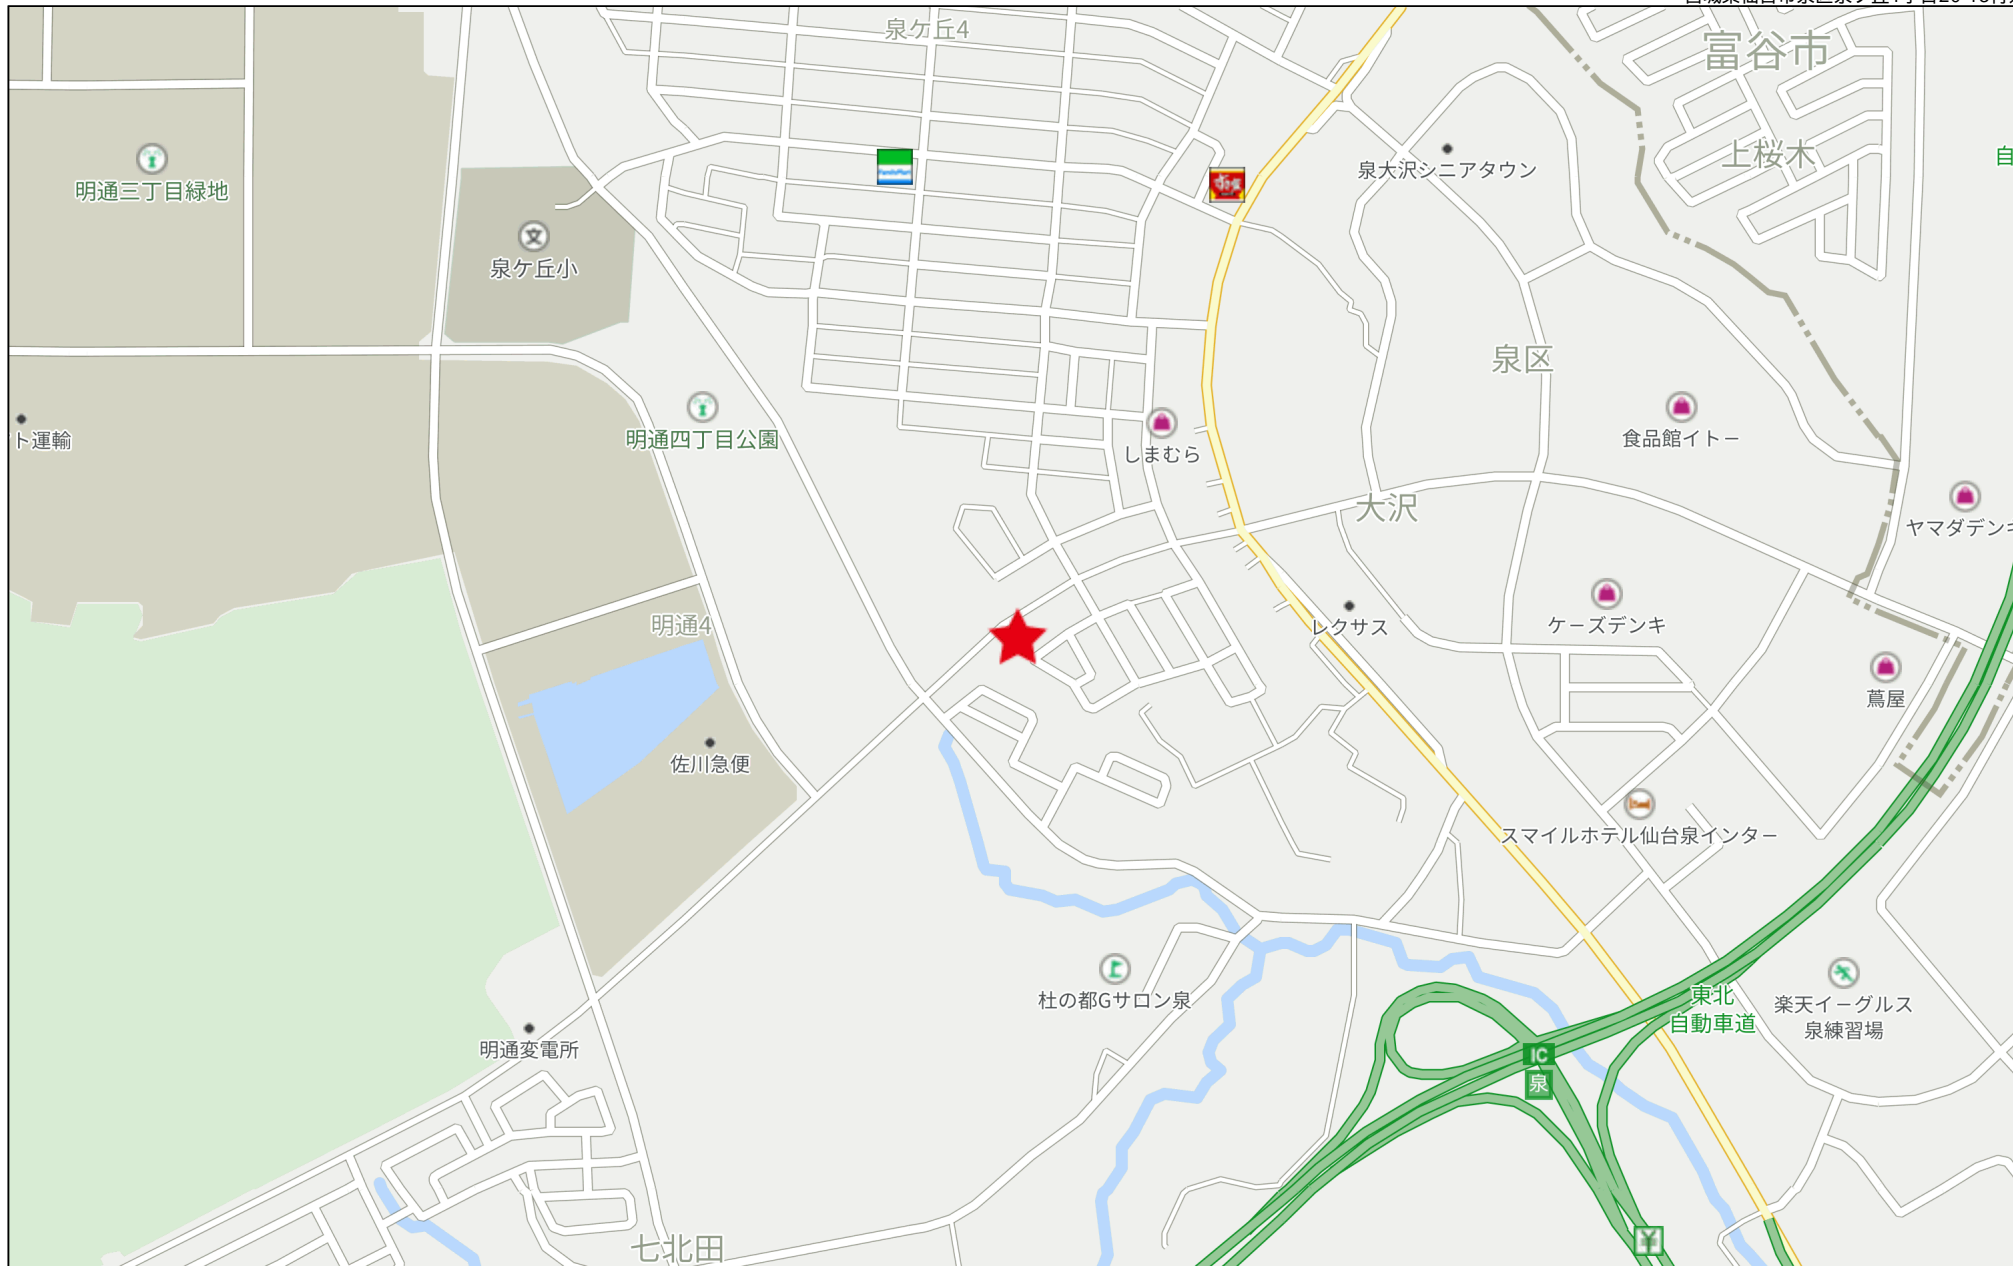 泉ケ丘4
富谷市
上桜木
泉大沢シニアタウン
FamilyMart
すき家
明通三丁目緑地
文
泉ケ丘小
泉区
明通四丁目公園
ト運輸
しまむら
食品館イトー
大沢
ヤマダデン
明通4
レクサス
ケーズデンキ
蔦屋
佐川急便
スマイルホテル仙台泉インター
杜の都Gサロン泉
東北
自動車道
楽天イーグルス
泉練習場
明通変電所
IC
泉
七北田